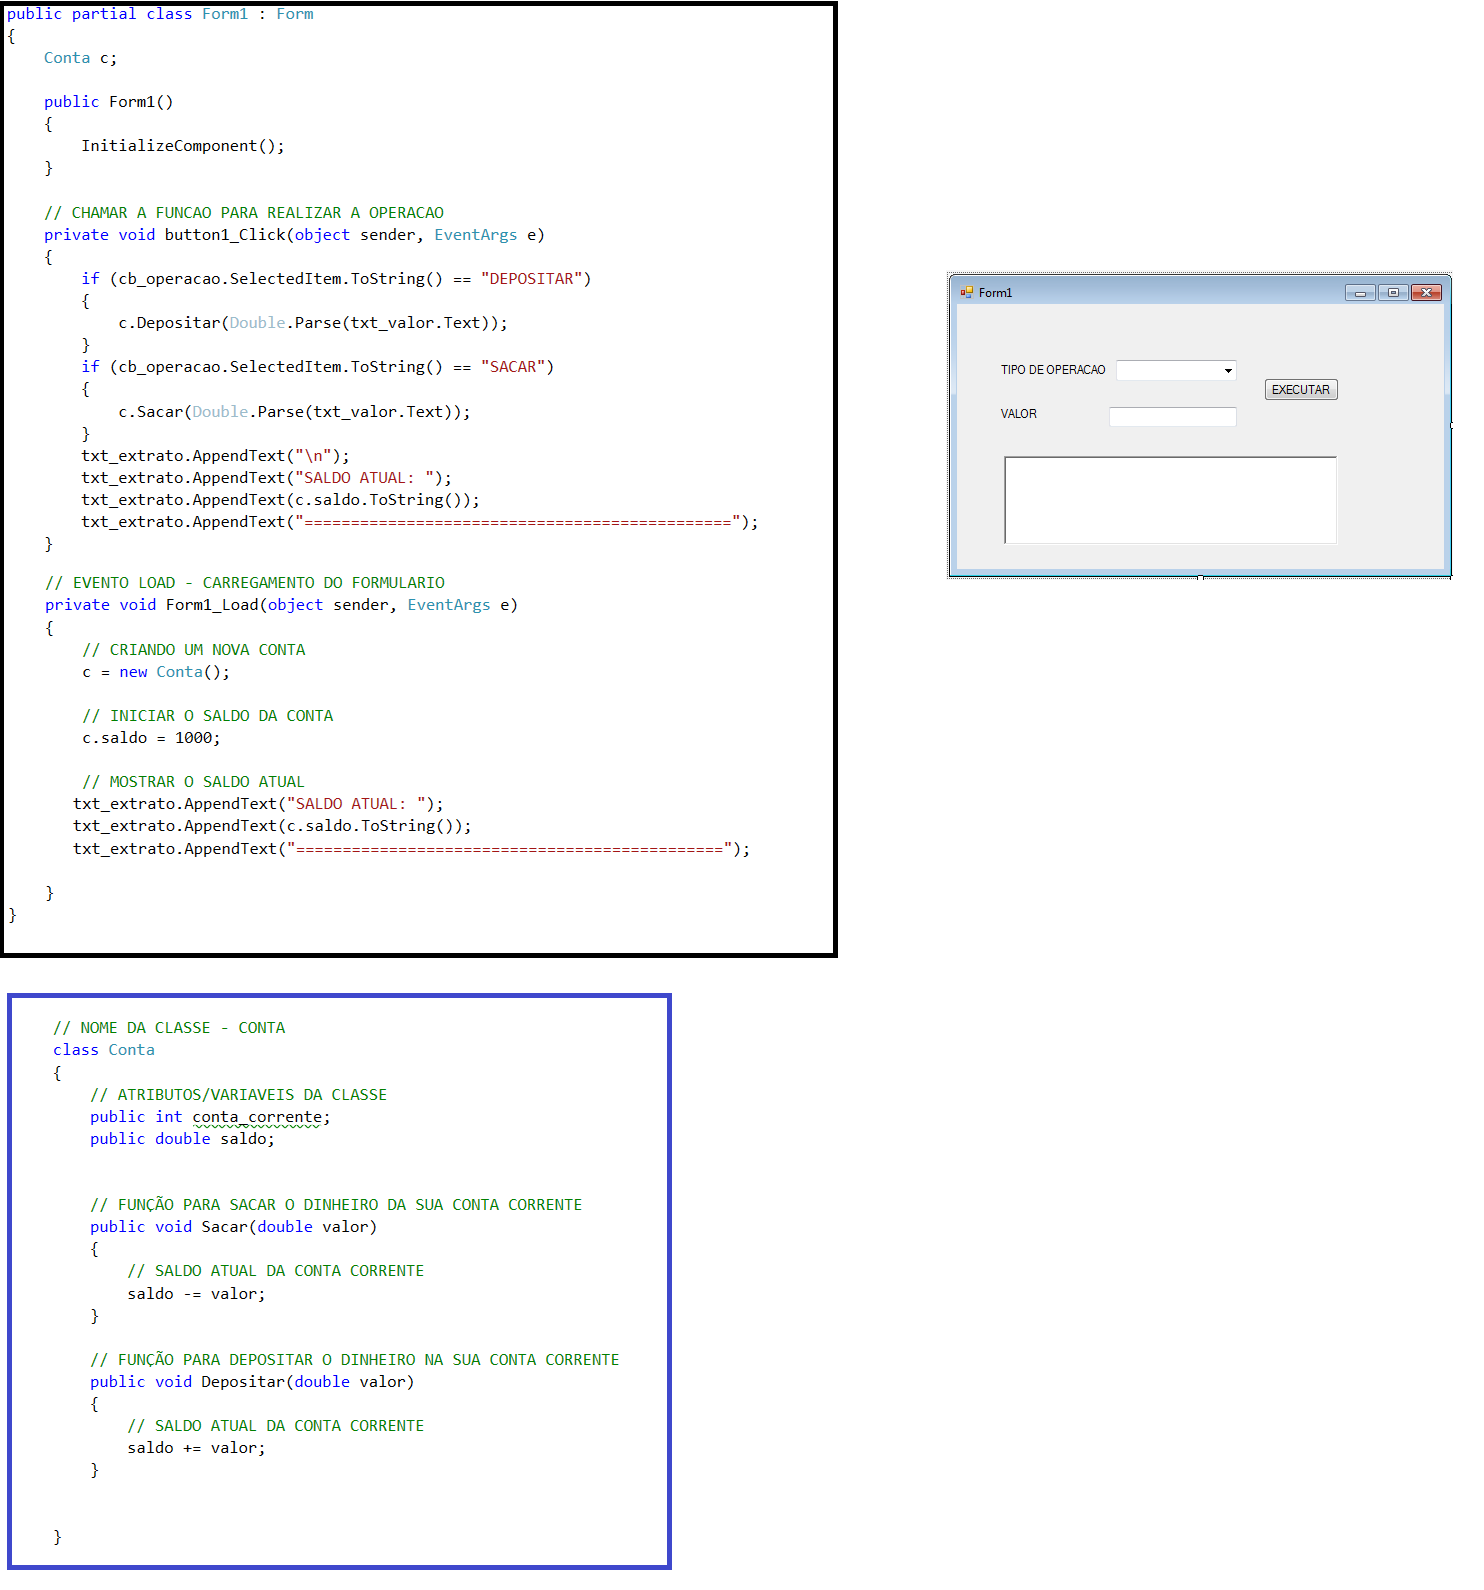 public partial class Form1 : Form
{
    Conta c;
    public Form1()
    {
        InitializeComponent();
    }
    // CHAMAR A FUNCAO PARA REALIZAR A OPERACAO
    private void button1_Click(object sender, EventArgs e)
    {
        if (cb_operacao.SelectedItem.ToString() == "DEPOSITAR")
        {
            c.Depositar(Double.Parse(txt_valor.Text));
        }
        if (cb_operacao.SelectedItem.ToString() == "SACAR")
        {
            c.Sacar(Double.Parse(txt_valor.Text));
        }
        txt_extrato.AppendText("\n");
        txt_extrato.AppendText("SALDO ATUAL: ");
        txt_extrato.AppendText(c.saldo.ToString());
        txt_extrato.AppendText("==============================================");
    }
    // EVENTO LOAD - CARREGAMENTO DO FORMULARIO
    private void Form1_Load(object sender, EventArgs e)
    {
        // CRIANDO UM NOVA CONTA
        c = new Conta();
        // INICIAR O SALDO DA CONTA
        c.saldo = 1000;
        // MOSTRAR O SALDO ATUAL
       txt_extrato.AppendText("SALDO ATUAL: ");
       txt_extrato.AppendText(c.saldo.ToString());
       txt_extrato.AppendText("==============================================");
    }
}
Form1
TIPO DE OPERACAO
EXECUTAR
VALOR
// NOME DA CLASSE - CONTA
class Conta
{
    // ATRIBUTOS/VARIAVEIS DA CLASSE
    public int conta_corrente;
    public double saldo;
    // FUNÇÃO PARA SACAR O DINHEIRO DA SUA CONTA CORRENTE
    public void Sacar(double valor)
    {
        // SALDO ATUAL DA CONTA CORRENTE
        saldo -= valor;
    }
    // FUNÇÃO PARA DEPOSITAR O DINHEIRO NA SUA CONTA CORRENTE
    public void Depositar(double valor)
    {
        // SALDO ATUAL DA CONTA CORRENTE
        saldo += valor;
    }
}